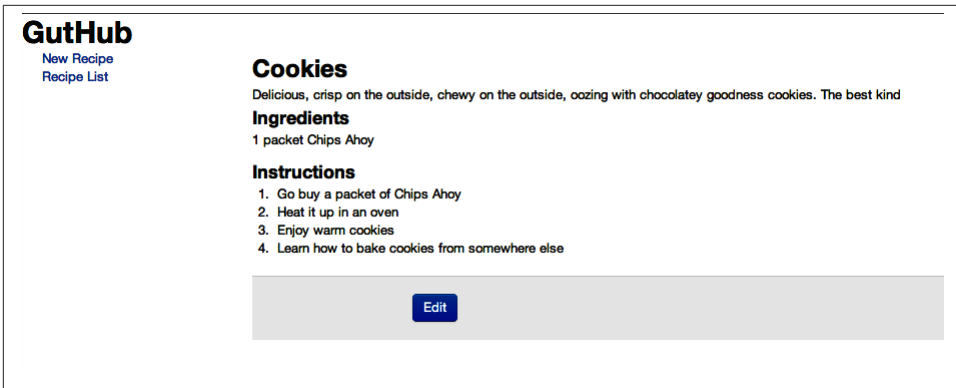 GutHub
New Recipe
Recipe List
Cookies
Delicious, crisp on the outside, chewy on the outside, oozing with chocolatey goodness cookies. The best kind
Ingredients
1 packet Chips Ahoy
Instructions
1. Go buy a packet of Chips Ahoy
2. Heat it up in an oven
3. Enjoy warm cookies
4. Learn how to bake cookies from somewhere else
Edit